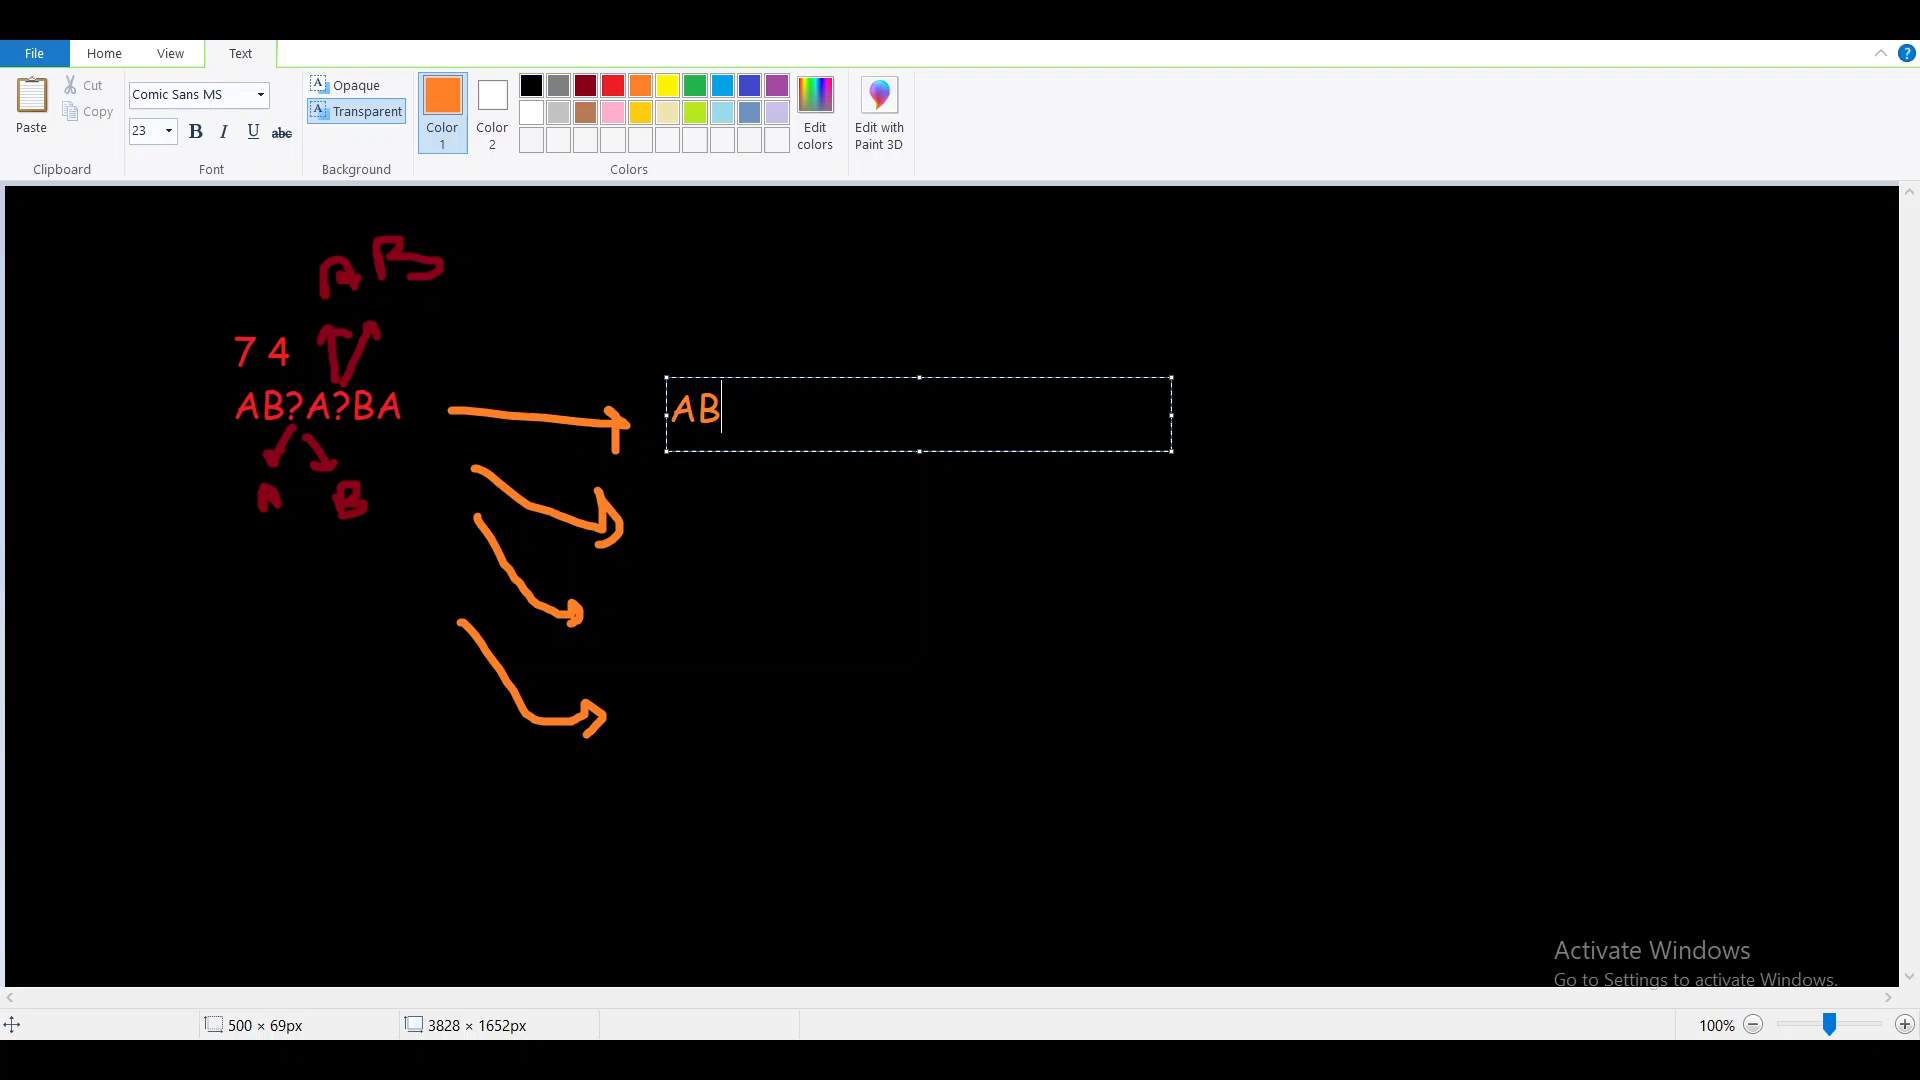 File Home View Text
Paste Cut Copy Clipboard
Comic Sans MS
23 B I U abc
Font
Opaque
Transparent
Background
Color 1
Color 2
Edit colors
Colors
Edit with Paint 3D
A B
7 4
AB?A?BA
AB
A B
Activate Windows
Go to Settings to activate Windows.
500 × 69px 3828 × 1652px 100%